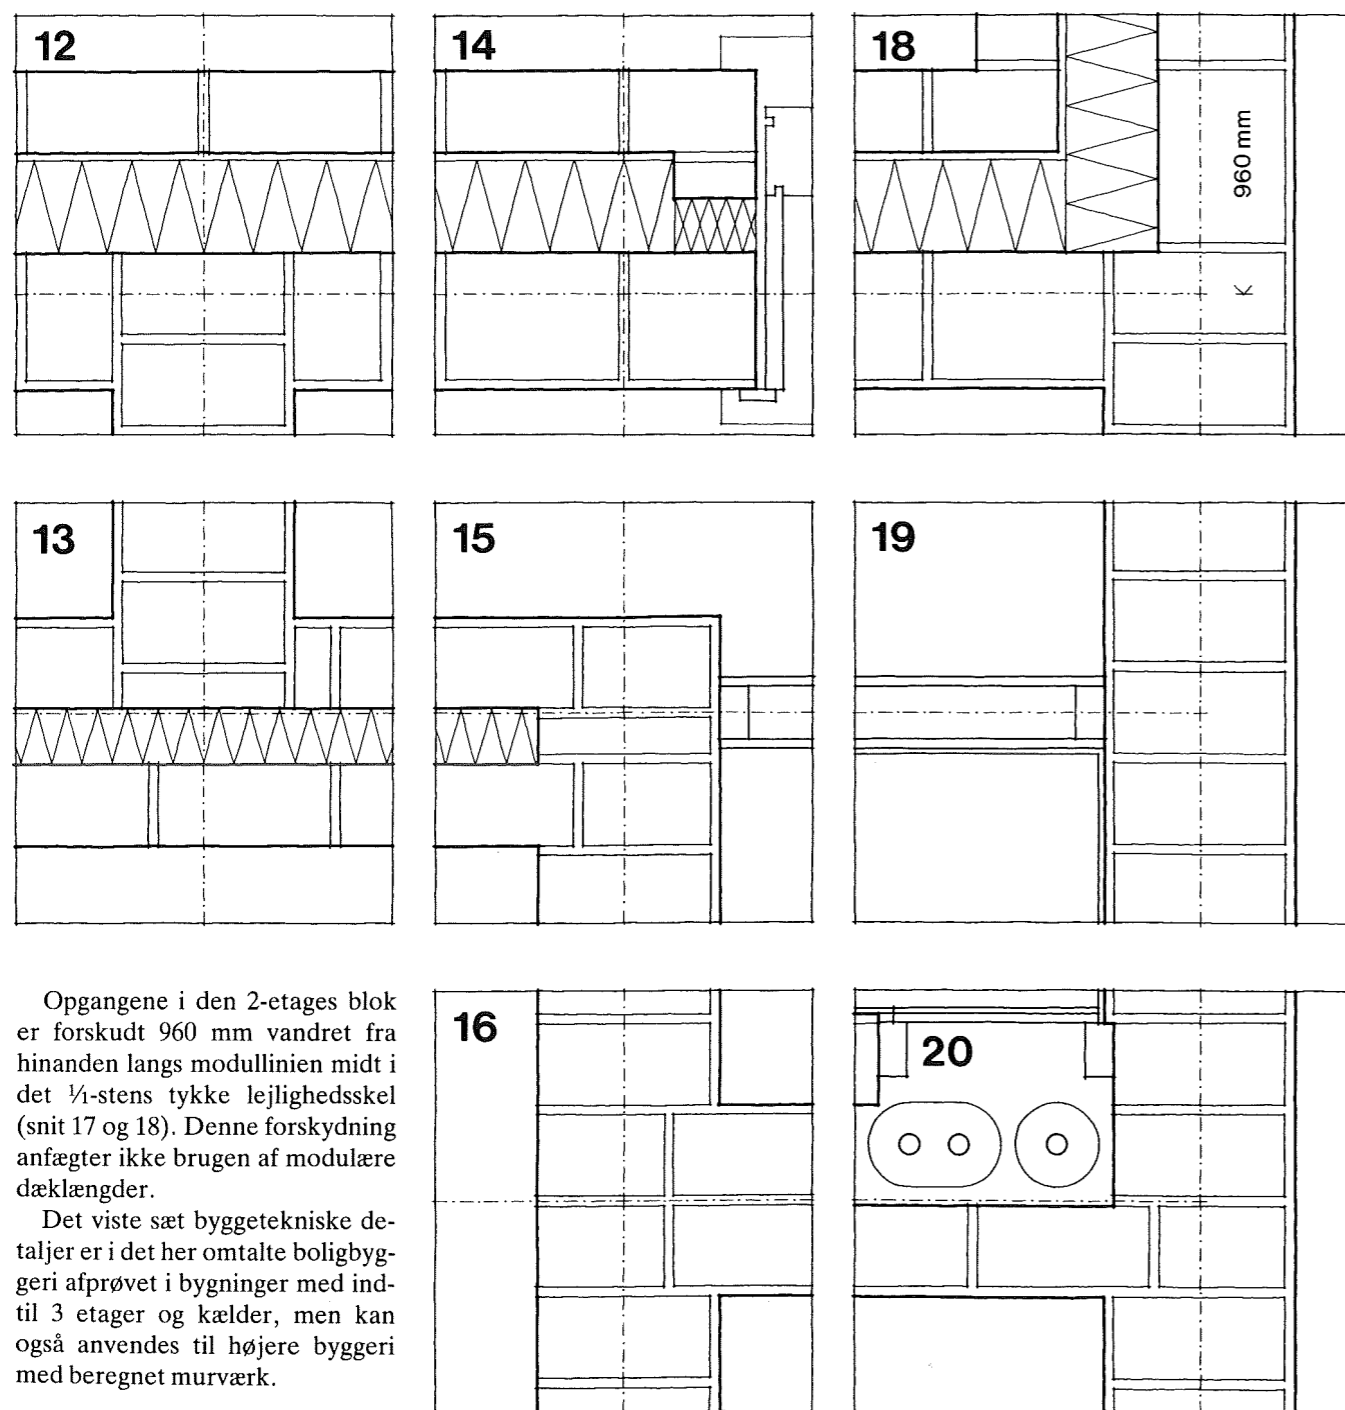 12
14
18
960 mm
K
13
15
19
Opgangene i den 2-etages blok
er forskudt 960 mm vandret fra
hinanden langs modullinien midt i
det 1/1-stens tykke lejlighedsskel
(snit 17 og 18). Denne forskydning
anfægter ikke brugen af modulære
dæklængder.
Det viste sæt byggetekniske de-
taljer er i det her omtalte boligbyg-
geri afprøvet i bygninger med ind-
til 3 etager og kælder, men kan
også anvendes til højere byggeri
med beregnet murværk.
16
20